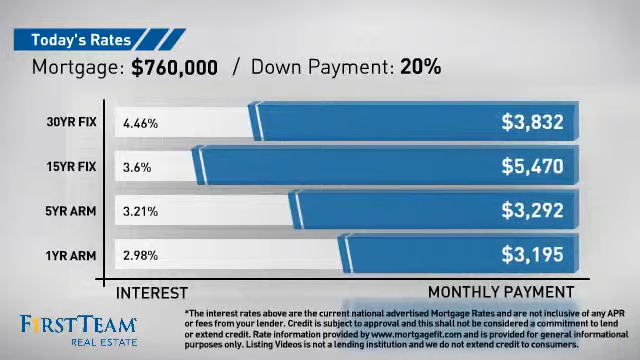 Today's Rates
Mortgage: $760,000 / Down Payment: 20%
30YR FIX 4.46% $3,832
15YR FIX 3.6% $5,470
5YR ARM 3.21% $3,292
1YR ARM 2.98% $3,195
INTEREST MONTHLY PAYMENT
FIRSTTEAM®
REAL ESTATE
*The interest rates above are the current national advertised Mortgage Rates and are not inclusive of any APR
or fees from your lender. Credit is subject to approval and this shall not be considered a commitment to lend
or extend credit. Rate information provided by www.mortgagefit.com and is provided for general informational
purposes only. Listing Videos is not a lending institution and we do not extend credit to consumers.